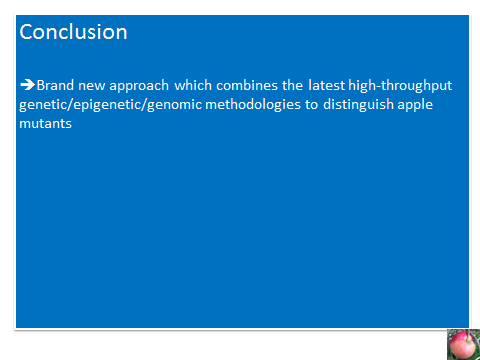 Conclusion
➔Brand new approach which combines the latest high-throughput
genetic/epigenetic/genomic methodologies to distinguish apple
mutants